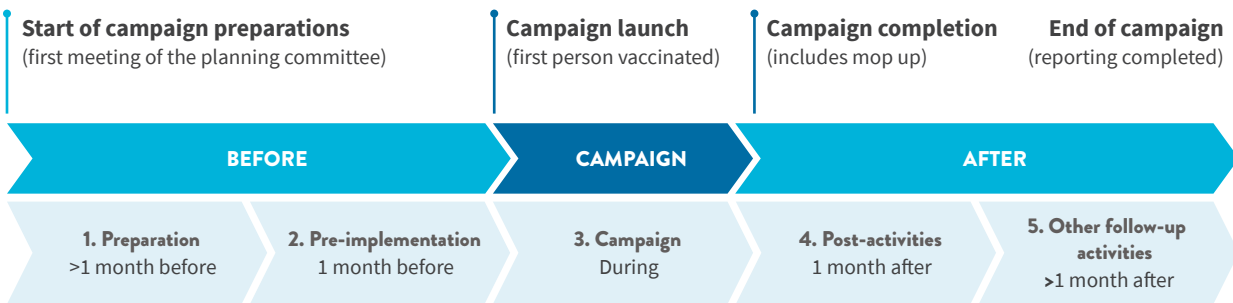 Start of campaign preparations
(first meeting of the planning committee)
Campaign launch
(first person vaccinated)
Campaign completion
(includes mop up)
End of campaign
(reporting completed)
BEFORE
CAMPAIGN
AFTER
1. Preparation
>1 month before
2. Pre-implementation
1 month before
3. Campaign
During
4. Post-activities
1 month after
5. Other follow-up
activities
>1 month after